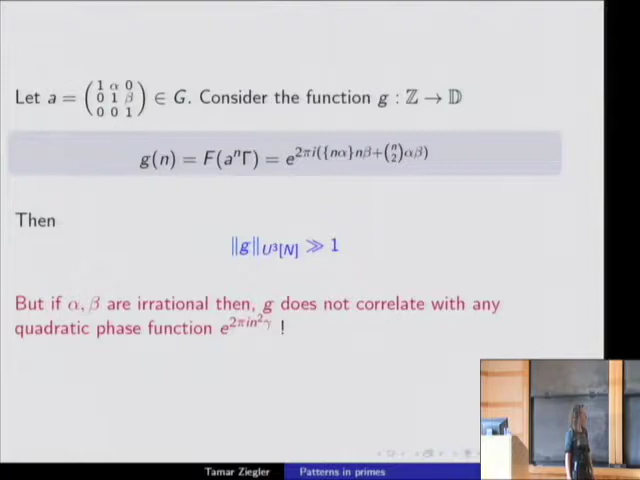 Let a = ( 1 α 0 / 0 1 β / 0 0 1 ) ∈ G. Consider the function g : ℤ → 𝔻
g(n) = F(aⁿΓ) = e^{2πi({nα}nβ+(n 2)αβ)}
Then
‖g‖_{U³[N]} ≫ 1
But if α, β are irrational then, g does not correlate with any
quadratic phase function e^{2πin²γ} !
Tamar Ziegler Patterns in primes